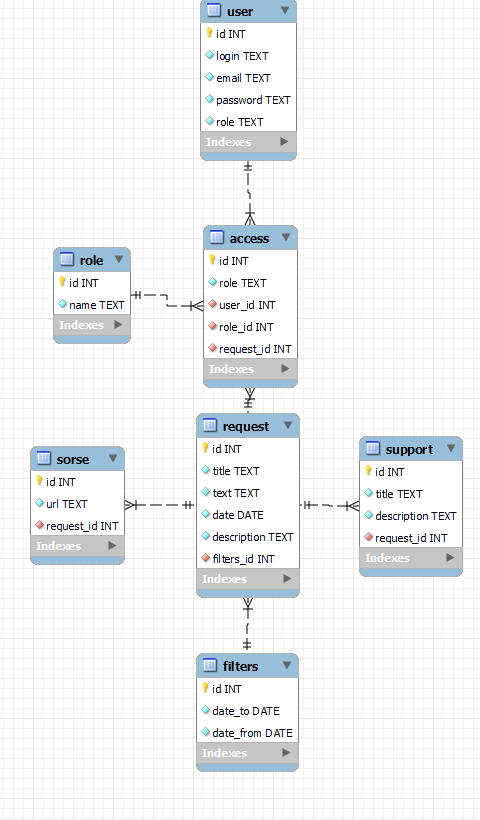 user
id INT
login TEXT
email TEXT
password TEXT
role TEXT
Indexes
access
id INT
role TEXT
user_id INT
role_id INT
request_id INT
Indexes
role
id INT
name TEXT
Indexes
request
id INT
title TEXT
text TEXT
date DATE
description TEXT
filters_id INT
Indexes
sorse
id INT
url TEXT
request_id INT
Indexes
support
id INT
title TEXT
description TEXT
request_id INT
Indexes
filters
id INT
date_to DATE
date_from DATE
Indexes